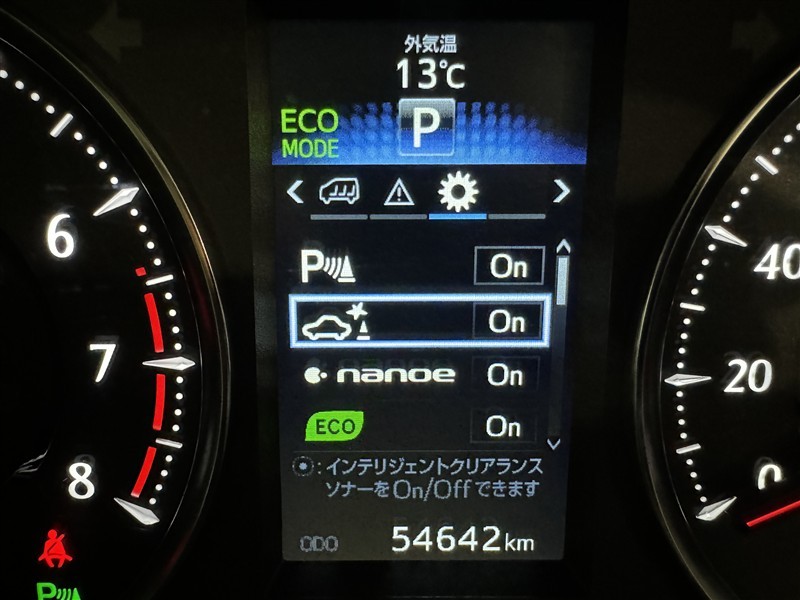 外気温
13℃
ECO
MODE
P
P On
On
nanoe On
ECO On
:インテリジェントクリアランス
ソナーをOn/Offできます
ODO 54642km
6
7
8
P
40
20
0